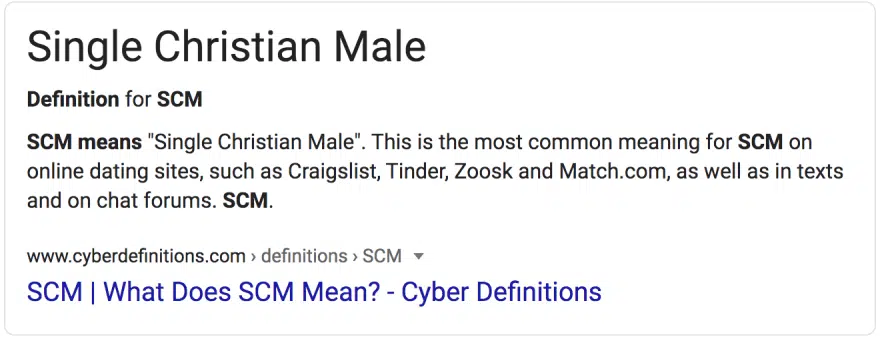 Single Christian Male
Definition for SCM
SCM means "Single Christian Male". This is the most common meaning for SCM on
online dating sites, such as Craigslist, Tinder, Zoosk and Match.com, as well as in texts
and on chat forums. SCM.
www.cyberdefinitions.com › definitions › SCM
SCM | What Does SCM Mean? - Cyber Definitions